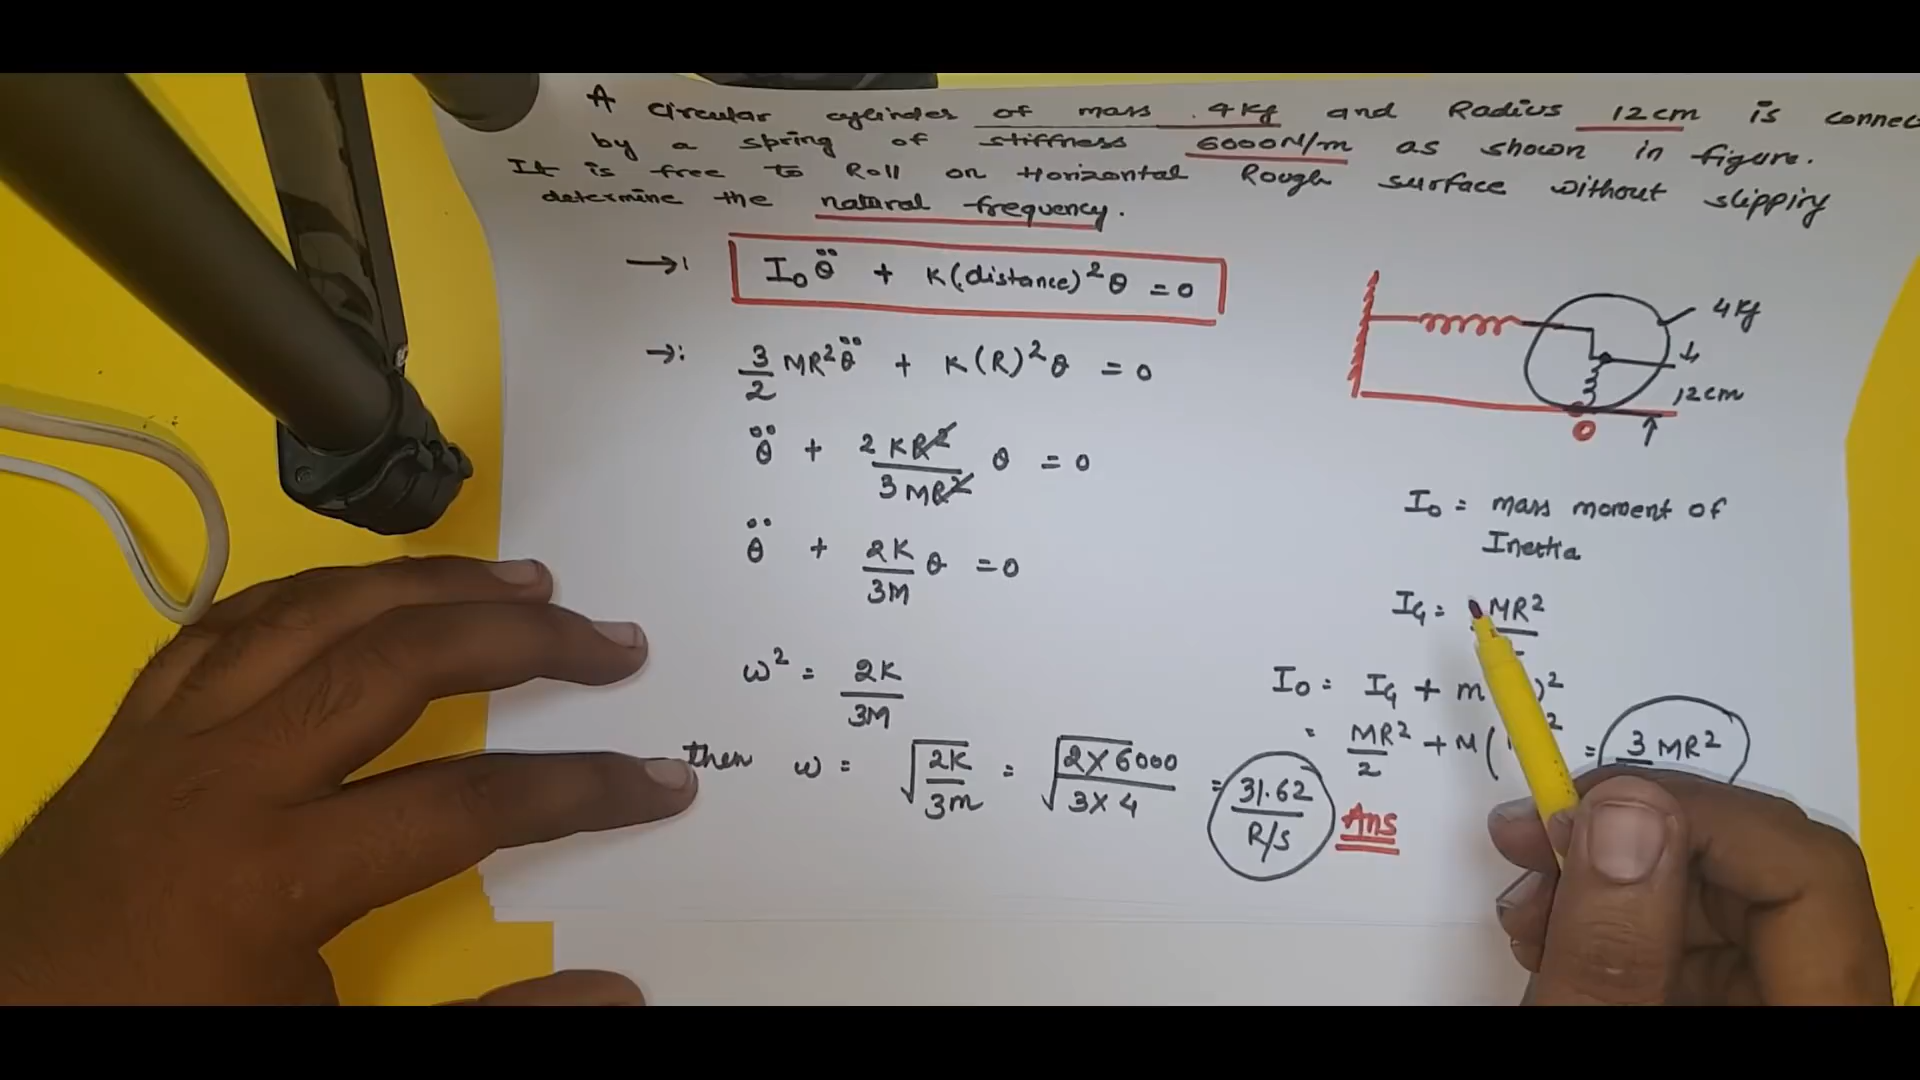 A circular cylinder of mass 4Kg and Radius 12cm is connec
by a spring of stiffness 6000N/m as shown in figure.
It is free to Roll on Horizontal Rough surface without slipping
determine the natural frequency.
→: I₀θ̈ + K(distance)²θ = 0
→: 3/2 MR²θ̈ + K(R)²θ = 0
θ̈ + 2KR²/3MR² θ = 0
θ̈ + 2K/3M θ = 0
ω² = 2K/3M
then ω = √(2K/3m) = √(2×6000/3×4) = 31.62 R/s Ans
4Kg
12cm
O
I₀ = mass moment of
Inertia
I_G = MR²
I₀ = I_G + m )²
= MR²/2 + M( ² = 3 MR²